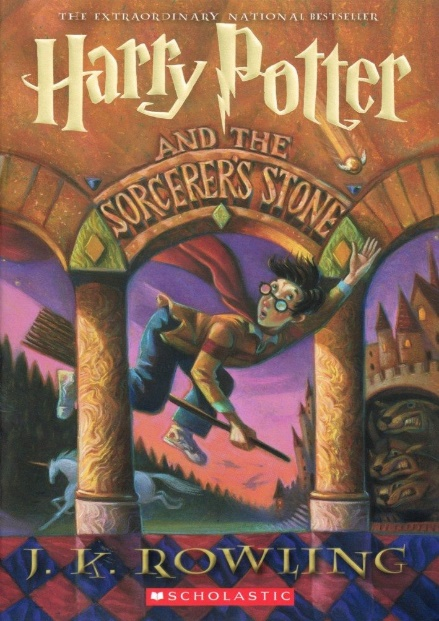 THE EXTRAORDINARY NATIONAL BESTSELLER
Harry Potter
AND THE
SORCERER'S STONE
J. K. ROWLING
SCHOLASTIC